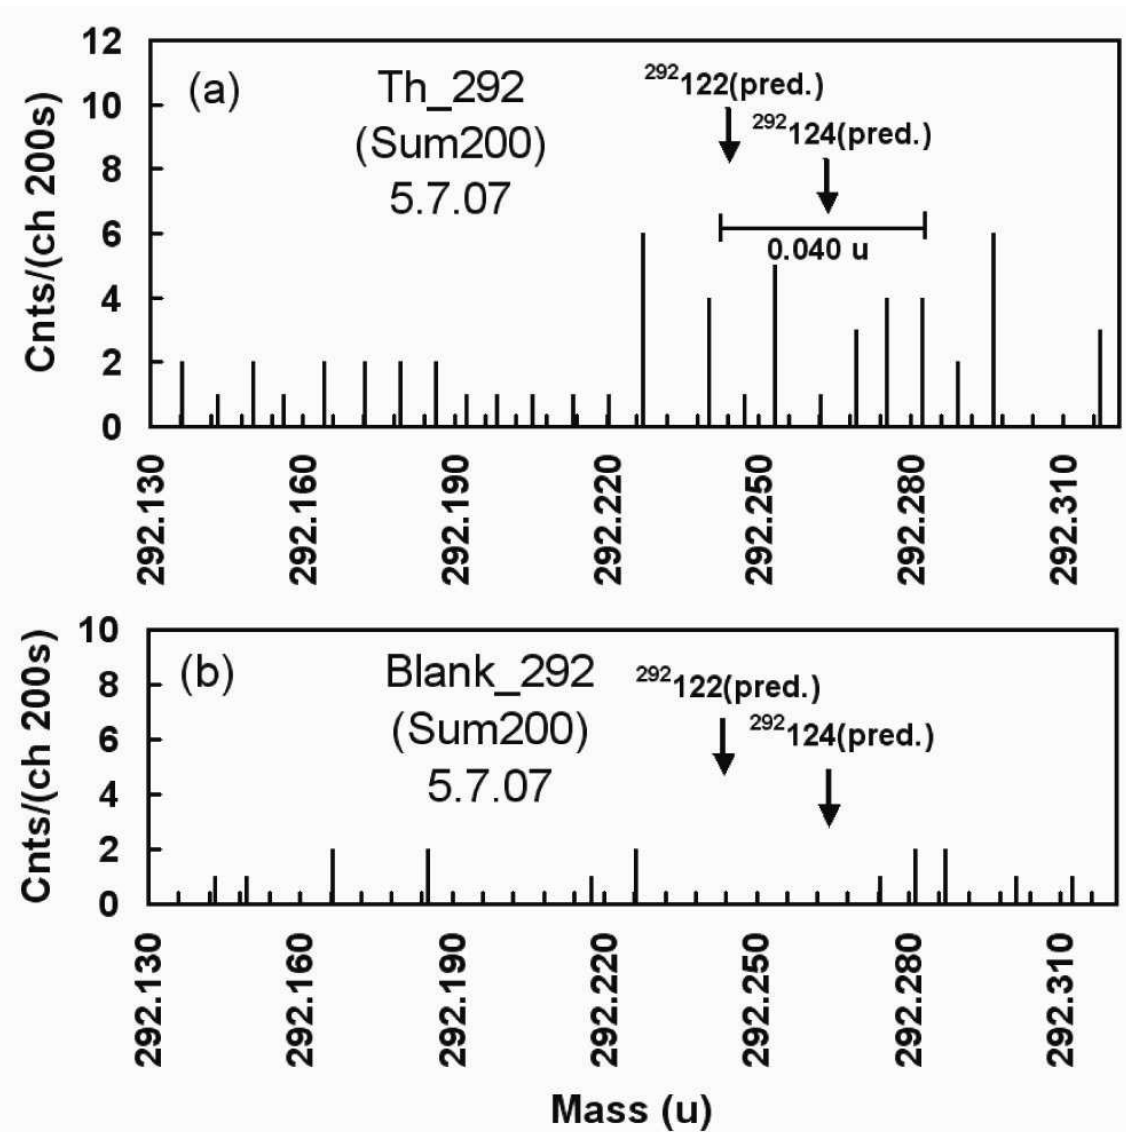 12
10
8
6
4
2
0
Cnts/(ch 200s)
(a)
Th_292
(Sum200)
5.7.07
²⁹²122(pred.)
²⁹²124(pred.)
0.040 u
292.130
292.160
292.190
292.220
292.250
292.280
292.310
10
8
6
4
2
0
Cnts/(ch 200s)
(b)
Blank_292
(Sum200)
5.7.07
²⁹²122(pred.)
²⁹²124(pred.)
292.130
292.160
292.190
292.220
292.250
292.280
292.310
Mass (u)